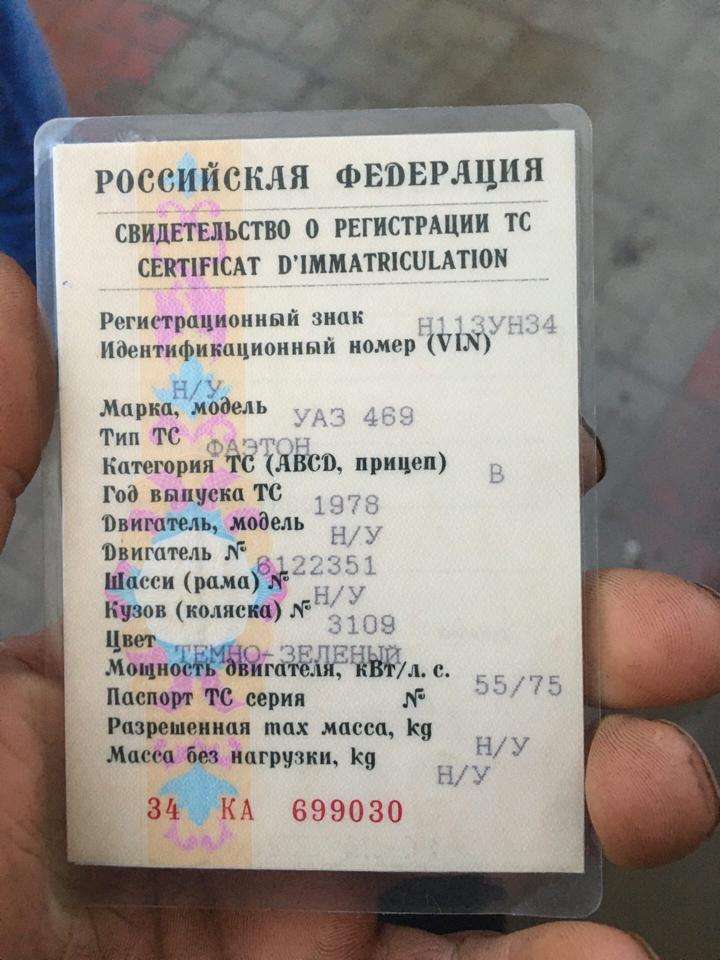 РОССИЙСКАЯ ФЕДЕРАЦИЯ
СВИДЕТЕЛЬСТВО О РЕГИСТРАЦИИ ТС
CERTIFICAT D'IMMATRICULATION
Регистрационный знак Н113УН34
Идентификационный номер (VIN)
Н/У
Марка, модель УАЗ 469
Тип ТС ФАЭТОН
Категория ТС (ABCD, прицеп) В
Год выпуска ТС 1978
Двигатель, модель Н/У
Двигатель № 6122351
Шасси (рама) № Н/У
Кузов (коляска) № 3109
Цвет ТЕМНО-ЗЕЛЕНЫЙ
Мощность двигателя, кВт/л. с. 55/75
Паспорт ТС серия №
Разрешенная max масса, kg Н/У
Масса без нагрузки, kg Н/У
34 КА 699030